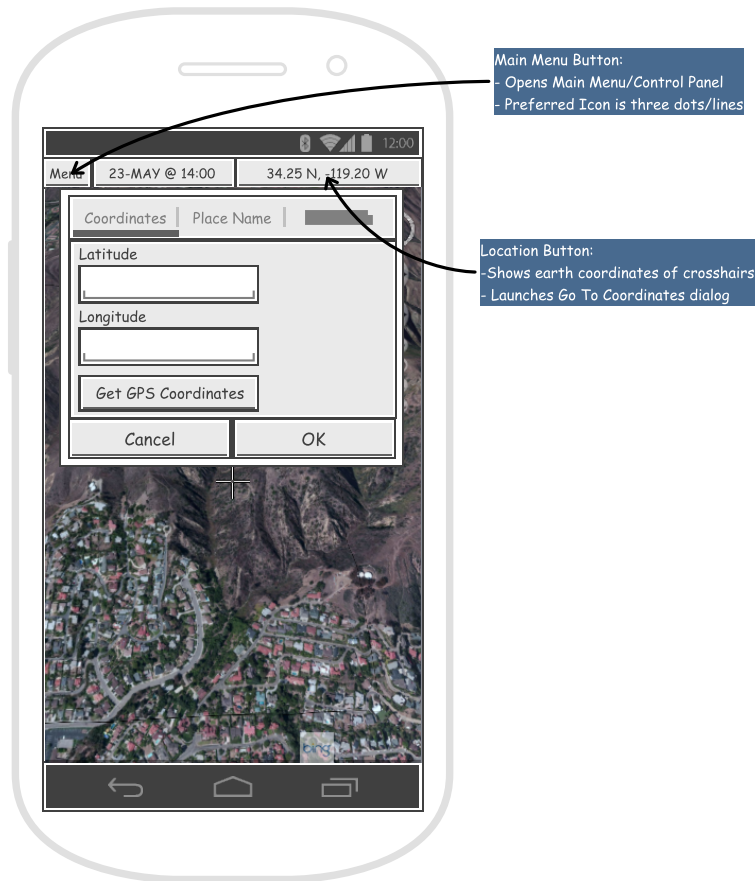 Main Menu Button:
- Opens Main Menu/Control Panel
- Preferred Icon is three dots/lines
12:00
Menu
23-MAY @ 14:00
34.25 N, -119.20 W
Coordinates
Place Name
Location Button:
-Shows earth coordinates of crosshairs
- Launches Go To Coordinates dialog
Latitude
Longitude
Get GPS Coordinates
Cancel
OK
bing